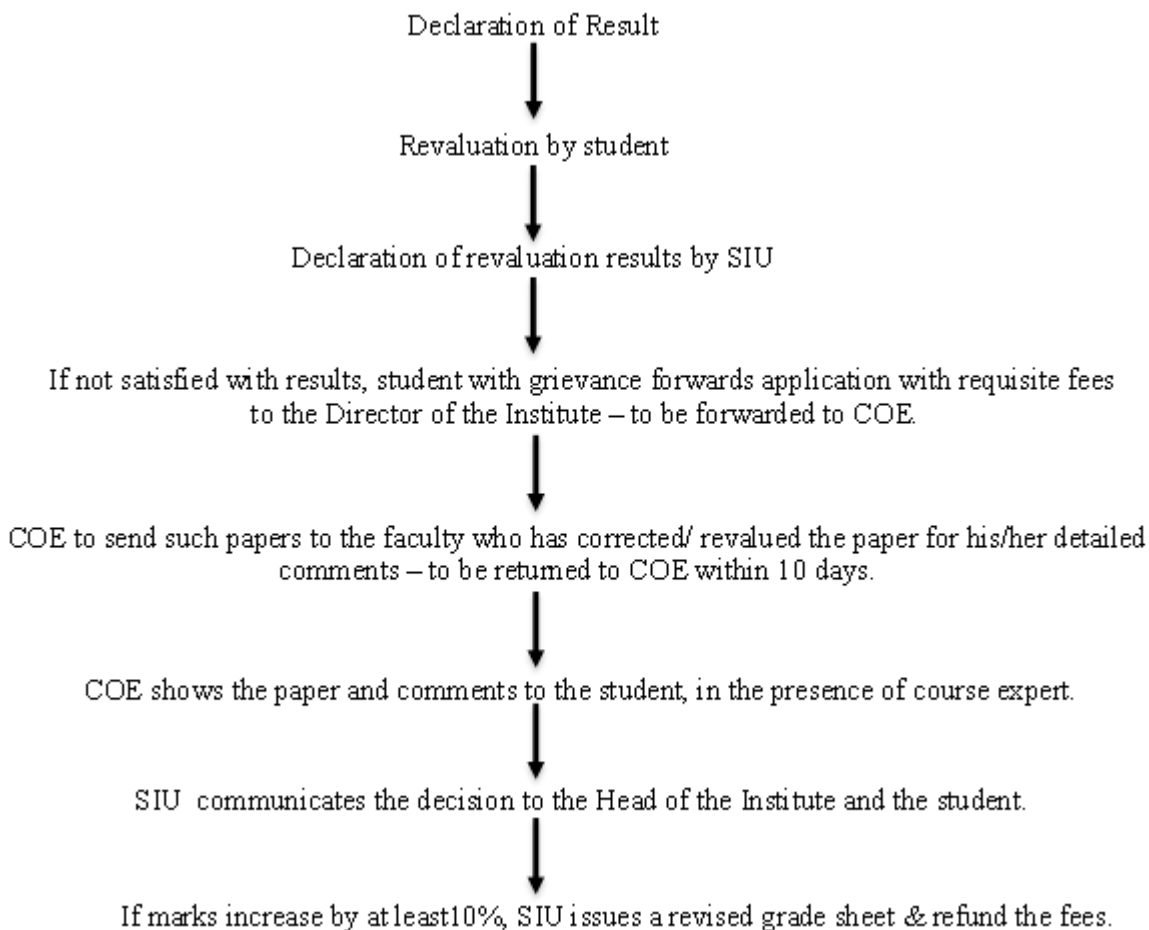 Declaration of Result
Revaluation by student
Declaration of revaluation results by SIU
If not satisfied with results, student with grievance forwards application with requisite fees
to the Director of the Institute – to be forwarded to COE.
COE to send such papers to the faculty who has corrected/ revalued the paper for his/her detailed
comments – to be returned to COE within 10 days.
COE shows the paper and comments to the student, in the presence of course expert.
SIU communicates the decision to the Head of the Institute and the student.
If marks increase by at least10%, SIU issues a revised grade sheet & refund the fees.